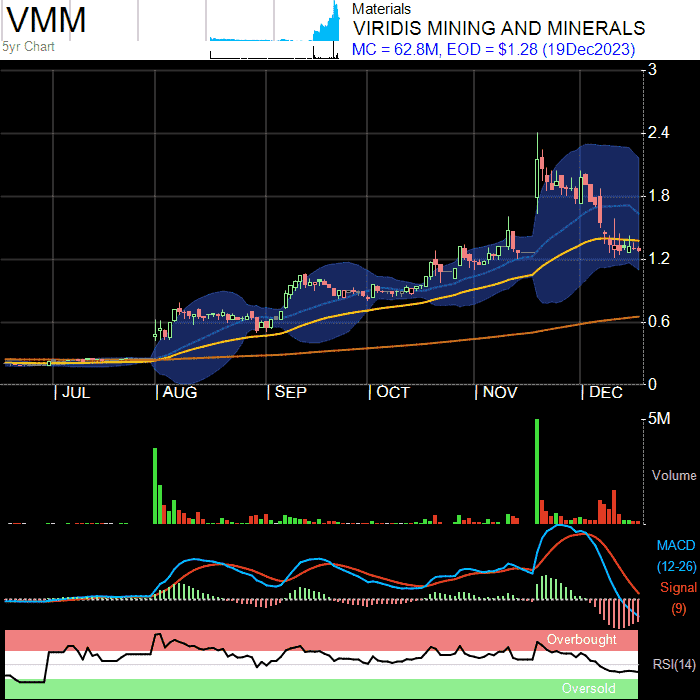 VMM
5yr Chart
Materials
VIRIDIS MINING AND MINERALS
MC = 62.8M, EOD = $1.28 (19Dec2023)
3
2.4
1.8
1.2
0.6
0
JUL
AUG
SEP
OCT
NOV
DEC
5M
Volume
MACD
(12-26)
Signal
(9)
Overbought
RSI(14)
Oversold